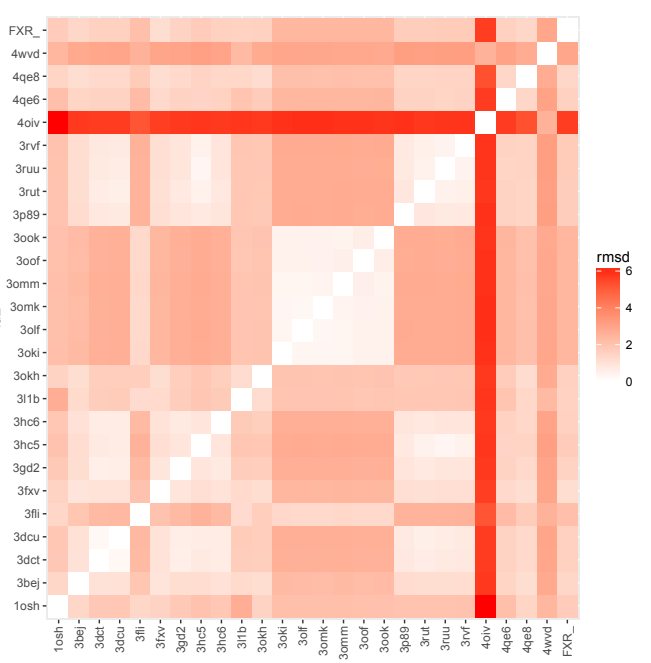 FXR_
4wvd
4qe8
4qe6
4oiv
3rvf
3ruu
3rut
3p89
3ook
3oof
3omm
3omk
3olf
3oki
3okh
3l1b
3hc6
3hc5
3gd2
3fxv
3fli
3dcu
3dct
3bej
1osh
1osh 3bej 3dct 3dcu 3fli 3fxv 3gd2 3hc5 3hc6 3l1b 3okh 3oki 3olf 3omk 3omm 3oof 3ook 3p89 3rut 3ruu 3rvf 4oiv 4qe6 4qe8 4wvd FXR_
rmsd
6
4
2
0